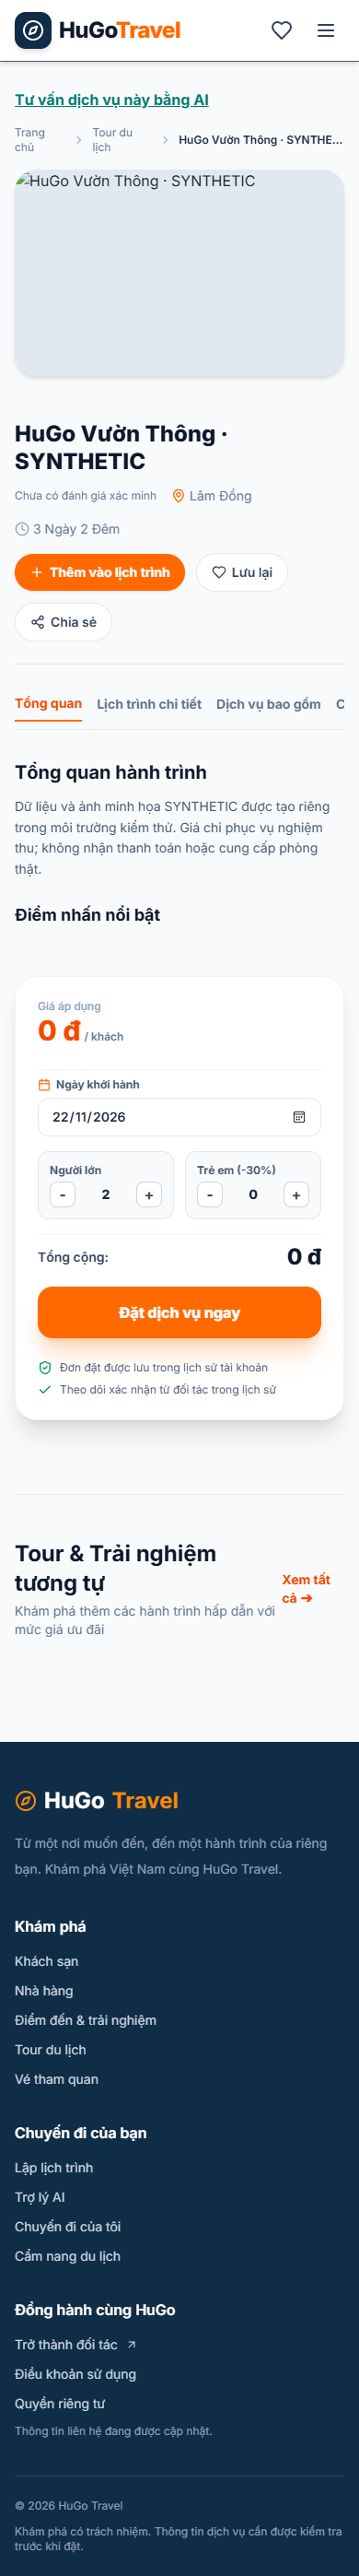 HuGoTravel
Tư vấn dịch vụ này bằng AI
Trang chủ
Tour du lịch
HuGo Vườn Thông · SYNTHE...
HuGo Vườn Thông · SYNTHETIC
HuGo Vườn Thông ·
SYNTHETIC
Chưa có đánh giá xác minh
Lâm Đồng
3 Ngày 2 Đêm
+ Thêm vào lịch trình
Lưu lại
Chia sẻ
Tổng quan
Lịch trình chi tiết
Dịch vụ bao gồm
C
Tổng quan hành trình
Dữ liệu và ảnh minh họa SYNTHETIC được tạo riêng
trong môi trường kiểm thử. Giá chỉ phục vụ nghiệm
thu; không nhận thanh toán hoặc cung cấp phòng
thật.
Điểm nhấn nổi bật
Giá áp dụng
0 đ / khách
Ngày khởi hành
22/11/2026
Người lớn
- 2 +
Trẻ em (-30%)
- 0 +
Tổng cộng:
0 đ
Đặt dịch vụ ngay
Đơn đặt được lưu trong lịch sử tài khoản
Theo dõi xác nhận từ đối tác trong lịch sử
Tour & Trải nghiệm
tương tự
Khám phá thêm các hành trình hấp dẫn với
mức giá ưu đãi
Xem tất
cả →
HuGo Travel
Từ một nơi muốn đến, đến một hành trình của riêng
bạn. Khám phá Việt Nam cùng HuGo Travel.
Khám phá
Khách sạn
Nhà hàng
Điểm đến & trải nghiệm
Tour du lịch
Vé tham quan
Chuyến đi của bạn
Lập lịch trình
Trợ lý AI
Chuyến đi của tôi
Cẩm nang du lịch
Đồng hành cùng HuGo
Trở thành đối tác ↗
Điều khoản sử dụng
Quyền riêng tư
Thông tin liên hệ đang được cập nhật.
© 2026 HuGo Travel
Khám phá có trách nhiệm. Thông tin dịch vụ cần được kiểm tra
trước khi đặt.